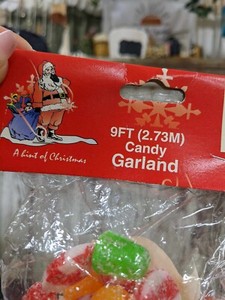 9FT (2.73M)
Candy
Garland
A hint of Christmas